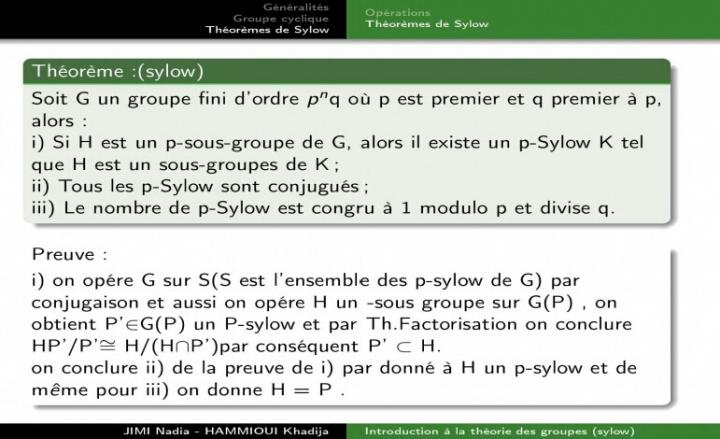 Généralités
Groupe cyclique
Théorèmes de Sylow
Opérations
Théorèmes de Sylow
Théorème :(sylow)
Soit G un groupe fini d'ordre pⁿq où p est premier et q premier à p,
alors :
i) Si H est un p-sous-groupe de G, alors il existe un p-Sylow K tel
que H est un sous-groupes de K ;
ii) Tous les p-Sylow sont conjugués ;
iii) Le nombre de p-Sylow est congru à 1 modulo p et divise q.
Preuve :
i) on opére G sur S(S est l'ensemble des p-sylow de G) par
conjugaison et aussi on opére H un -sous groupe sur G(P) , on
obtient P'∈G(P) un P-sylow et par Th.Factorisation on conclure
HP'/P'≅ H/(H∩P')par conséquent P' ⊂ H.
on conclure ii) de la preuve de i) par donné à H un p-sylow et de
même pour iii) on donne H = P .
JIMI Nadia - HAMMIOUI Khadija
Introduction à la théorie des groupes (sylow)